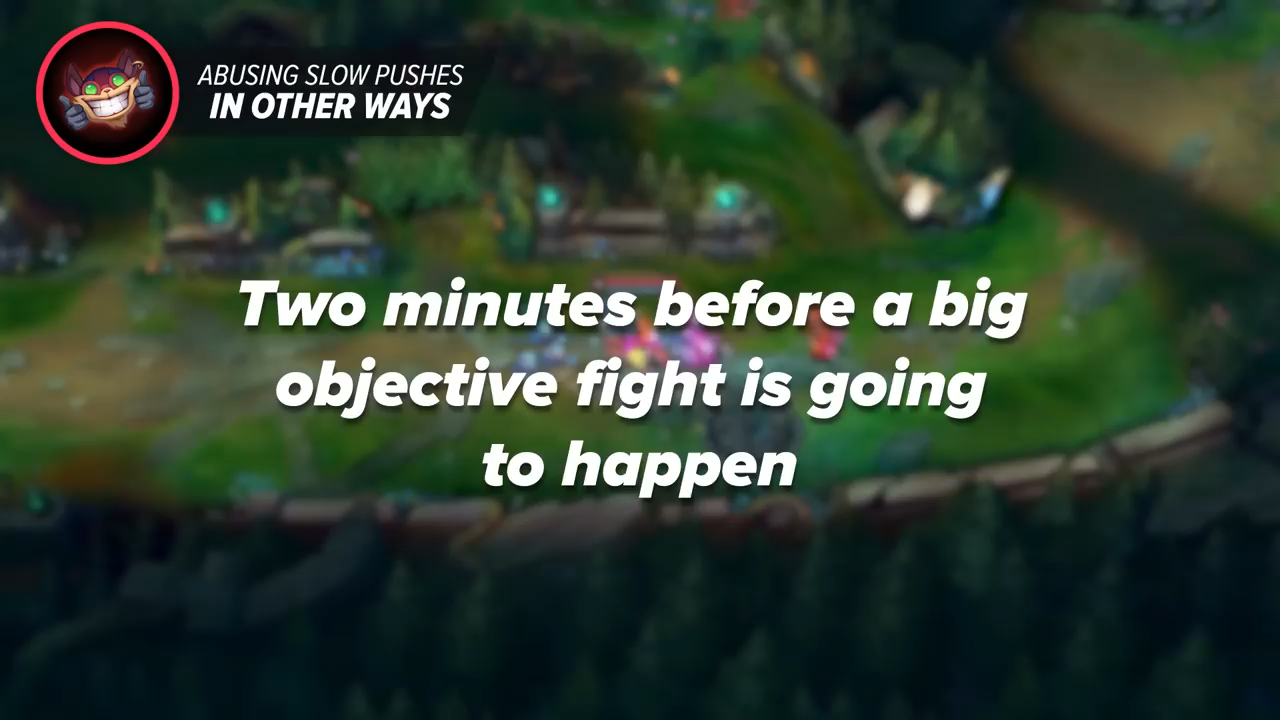 ABUSING SLOW PUSHES
IN OTHER WAYS
Two minutes before a big
objective fight is going
to happen